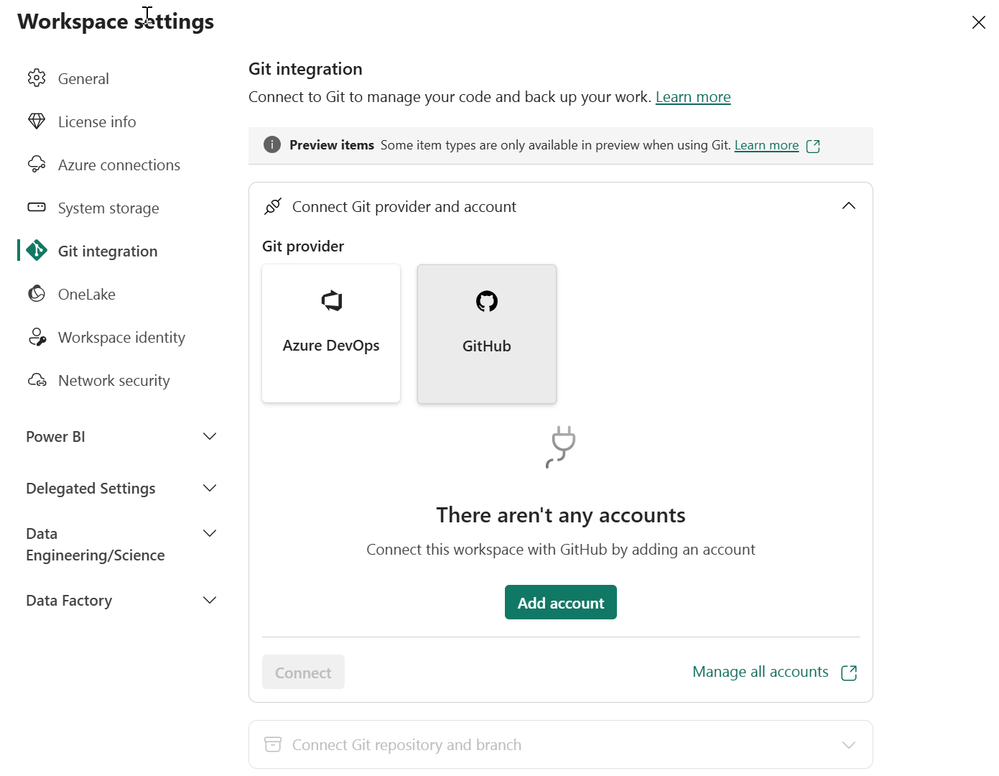 Workspace settings
General
License info
Azure connections
System storage
Git integration
OneLake
Workspace identity
Network security
Power BI
Delegated Settings
Data
Engineering/Science
Data Factory
Git integration
Connect to Git to manage your code and back up your work. Learn more
Preview items Some item types are only available in preview when using Git. Learn more
Connect Git provider and account
Git provider
Azure DevOps
GitHub
There aren't any accounts
Connect this workspace with GitHub by adding an account
Add account
Connect
Manage all accounts
Connect Git repository and branch